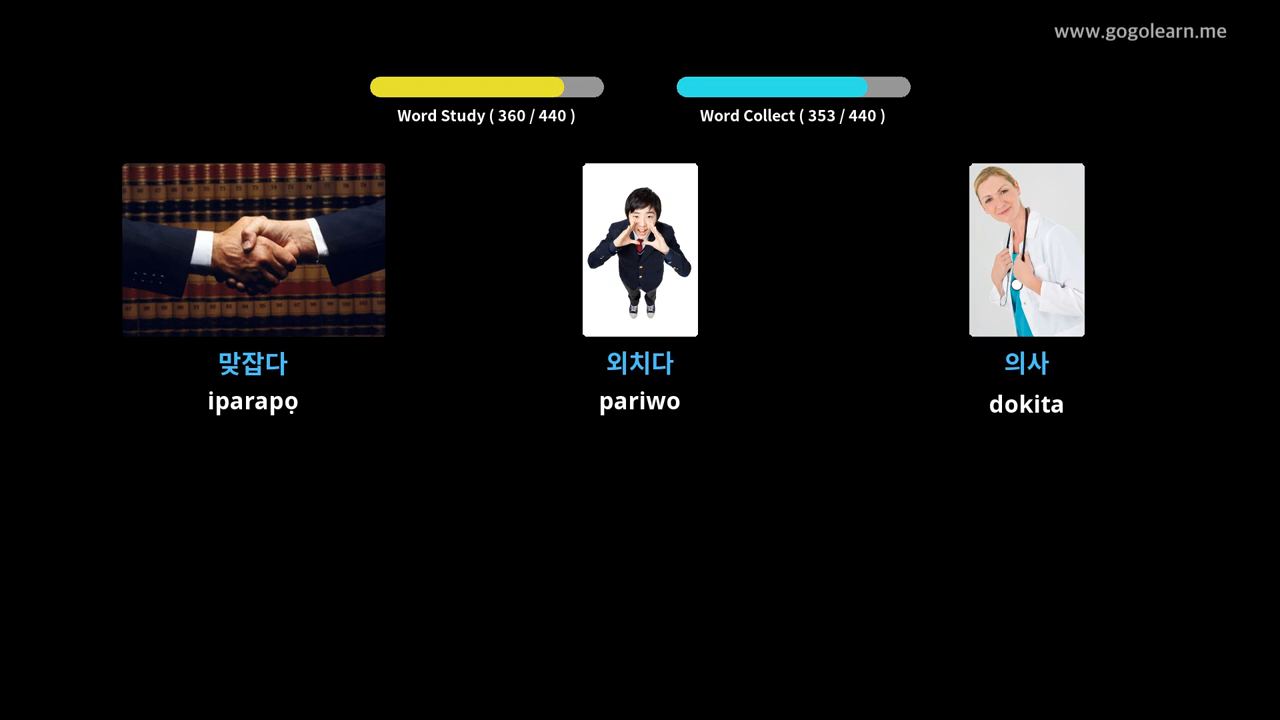 www.gogolearn.me
Word Study ( 360 / 440 )
Word Collect ( 353 / 440 )
맞잡다
외치다
의사
iparapọ
pariwo
dokita